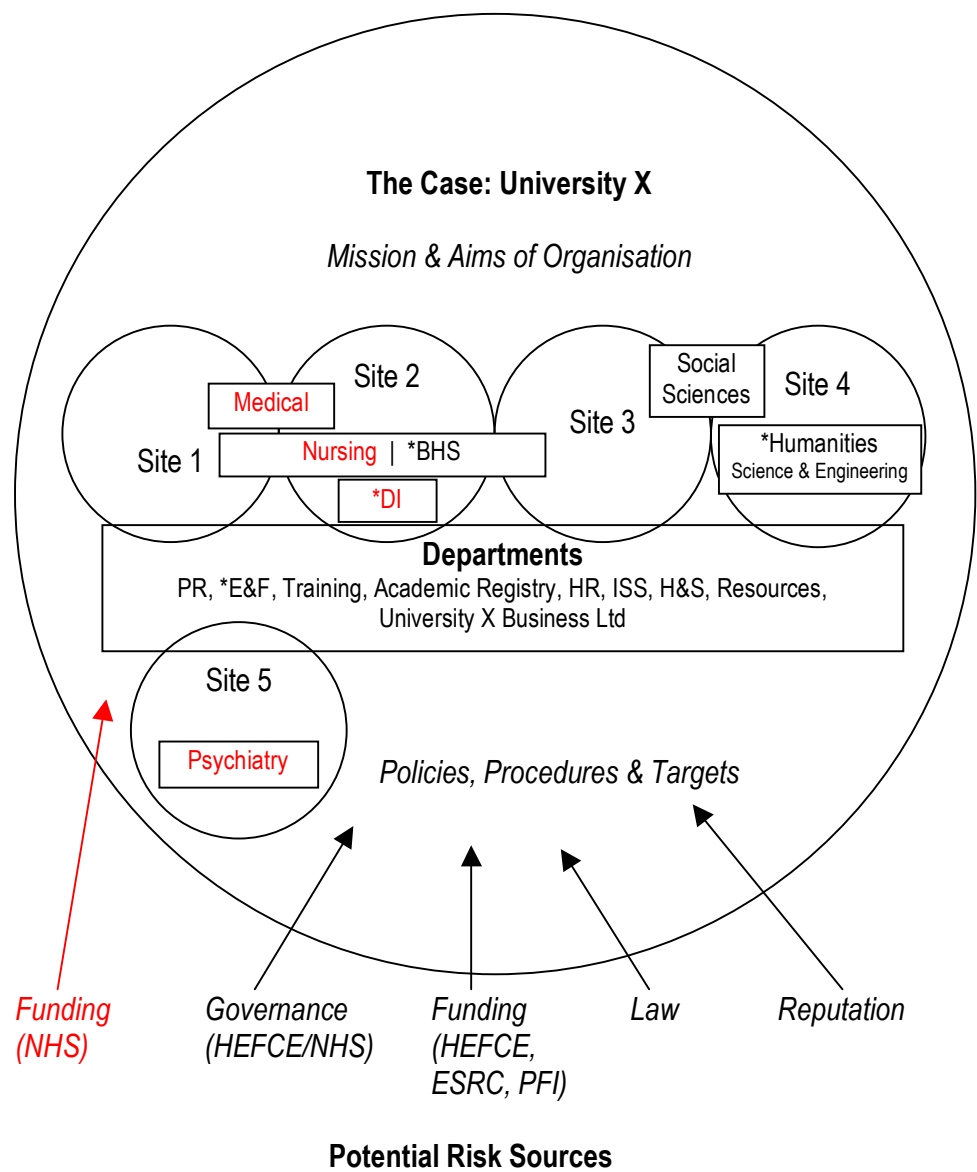 The Case: University X
Mission & Aims of Organisation
Site 1
Medical
Site 2
Nursing | *BHS
*DI
Site 3
Social
Sciences
Site 4
*Humanities
Science & Engineering
Departments
PR, *E&F, Training, Academic Registry, HR, ISS, H&S, Resources,
University X Business Ltd
Site 5
Psychiatry
Policies, Procedures & Targets
Funding
(NHS)
Governance
(HEFCE/NHS)
Funding
(HEFCE,
ESRC, PFI)
Law
Reputation
Potential Risk Sources